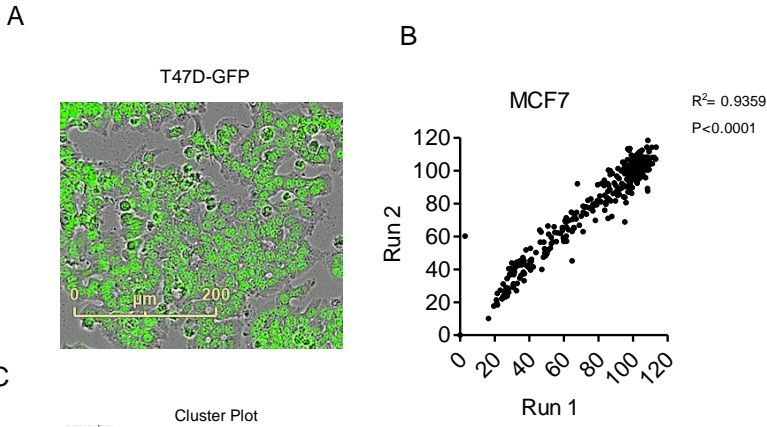 A
B
T47D-GFP
MCF7
R²= 0.9359
P<0.0001
120
100
80
60
40
20
0
Run 2
0 µm 200
0 20 40 60 80 100 120
Run 1
C
Cluster Plot